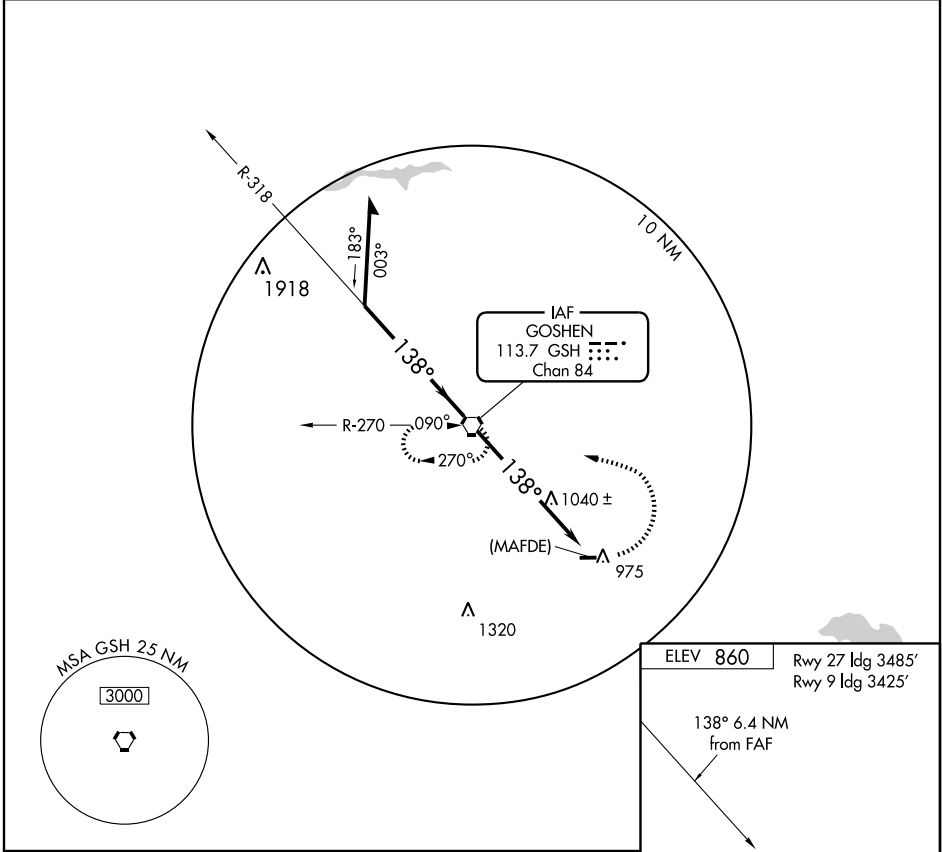 R-318
10 NM
183°
003°
1918
IAF
GOSHEN
113.7 GSH
Chan 84
138°
R-270
090°
270°
138°
1040 ±
(MAFDE)
975
1320
MSA GSH 25 NM
3000
ELEV 860
Rwy 27 ldg 3485'
Rwy 9 ldg 3425'
138° 6.4 NM
from FAF